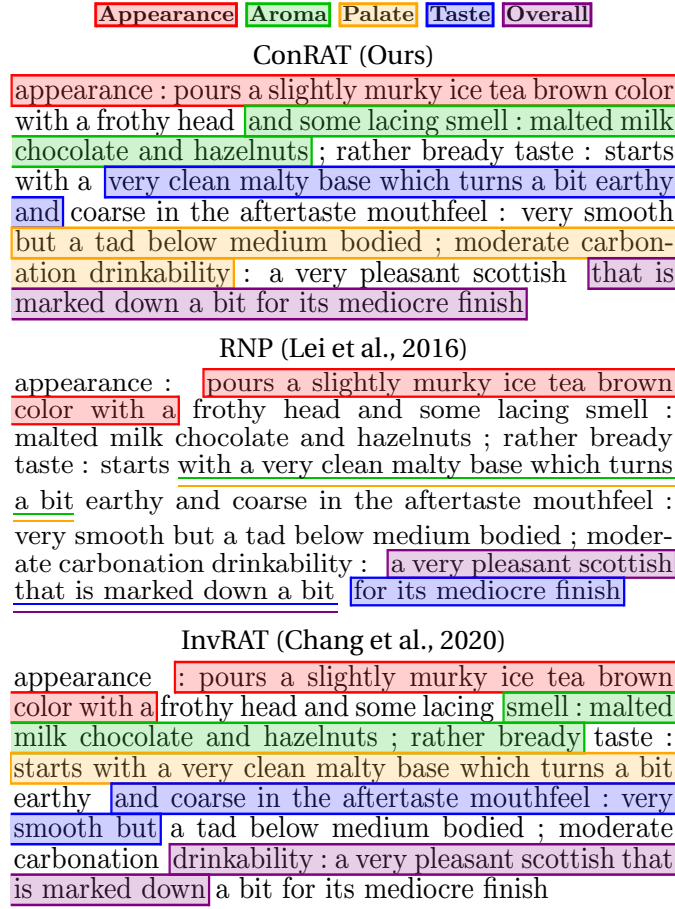 Appearance Aroma Palate Taste Overall
ConRAT (Ours)
appearance : pours a slightly murky ice tea brown color
with a frothy head and some lacing smell : malted milk
chocolate and hazelnuts ; rather bready taste : starts
with a very clean malty base which turns a bit earthy
and coarse in the aftertaste mouthfeel : very smooth
but a tad below medium bodied ; moderate carbon-
ation drinkability : a very pleasant scottish that is
marked down a bit for its mediocre finish
RNP (Lei et al., 2016)
appearance : pours a slightly murky ice tea brown
color with a frothy head and some lacing smell :
malted milk chocolate and hazelnuts ; rather bready
taste : starts with a very clean malty base which turns
a bit earthy and coarse in the aftertaste mouthfeel :
very smooth but a tad below medium bodied ; moder-
ate carbonation drinkability : a very pleasant scottish
that is marked down a bit for its mediocre finish
InvRAT (Chang et al., 2020)
appearance : pours a slightly murky ice tea brown
color with a frothy head and some lacing smell : malted
milk chocolate and hazelnuts ; rather bready taste :
starts with a very clean malty base which turns a bit
earthy and coarse in the aftertaste mouthfeel : very
smooth but a tad below medium bodied ; moderate
carbonation drinkability : a very pleasant scottish that
is marked down a bit for its mediocre finish